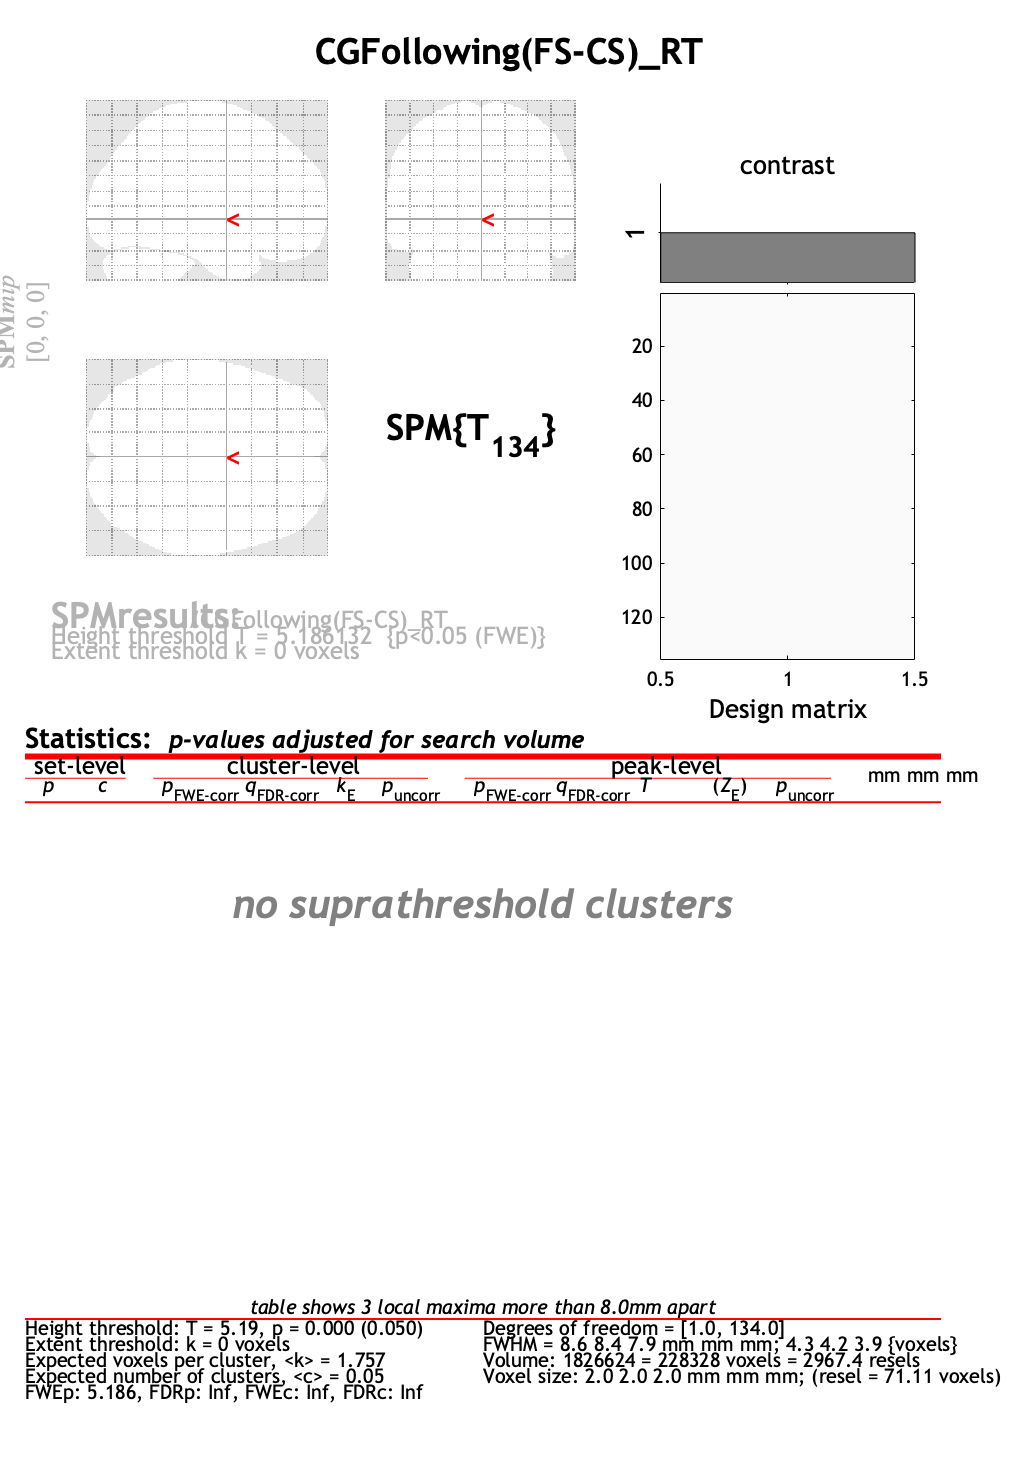 CGFollowing(FS-CS)_RT
SPMmip
[0, 0, 0]
<
<
<
SPM{T134}
contrast
1
20
40
60
80
100
120
0.5 1 1.5
Design matrix
SPMresults: Following(FS-CS)_RT
Height threshold T = 5.186132 {p<0.05 (FWE)}
Extent threshold k = 0 voxels
Statistics: p-values adjusted for search volume
set-level cluster-level peak-level mm mm mm
p c pFWE-corr qFDR-corr kE puncorr pFWE-corr qFDR-corr T (ZE) puncorr
no suprathreshold clusters
table shows 3 local maxima more than 8.0mm apart
Height threshold: T = 5.19, p = 0.000 (0.050)
Extent threshold: k = 0 voxels
Expected voxels per cluster, <k> = 1.757
Expected number of clusters, <c> = 0.05
FWEp: 5.186, FDRp: Inf, FWEc: Inf, FDRc: Inf
Degrees of freedom = [1.0, 134.0]
FWHM = 8.6 8.4 7.9 mm mm mm; 4.3 4.2 3.9 {voxels}
Volume: 1826624 = 228328 voxels = 2967.4 resels
Voxel size: 2.0 2.0 2.0 mm mm mm; (resel = 71.11 voxels)